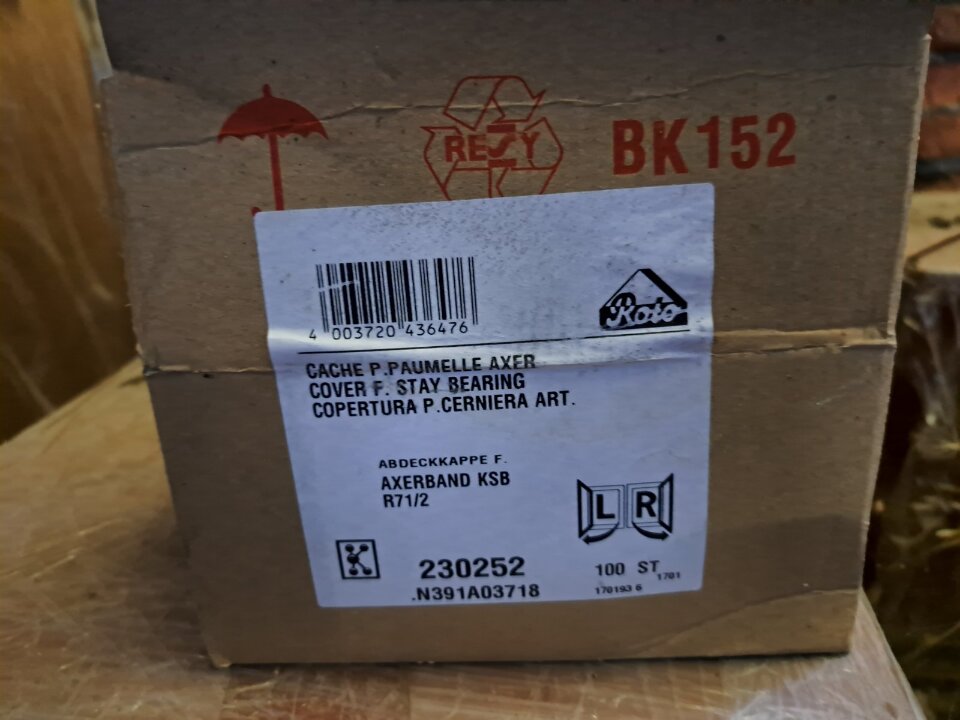 RESY
BK152
4 003720 436476
Roto
CACHE P.PAUMELLE AXER
COVER F. STAY BEARING
COPERTURA P.CERNIERA ART.
ABDECKKAPPE F.
AXERBAND KSB
R71/2
L R
K
230252
100 ST
1701
.N391A03718
170193 6